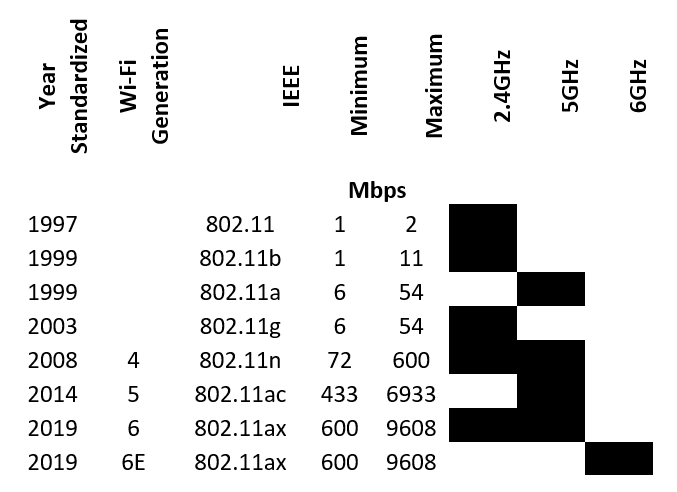 Year
Standardized
Wi-Fi
Generation
IEEE
Minimum
Maximum
2.4GHz
5GHz
6GHz
Mbps
1997 802.11 1 2
1999 802.11b 1 11
1999 802.11a 6 54
2003 802.11g 6 54
2008 4 802.11n 72 600
2014 5 802.11ac 433 6933
2019 6 802.11ax 600 9608
2019 6E 802.11ax 600 9608